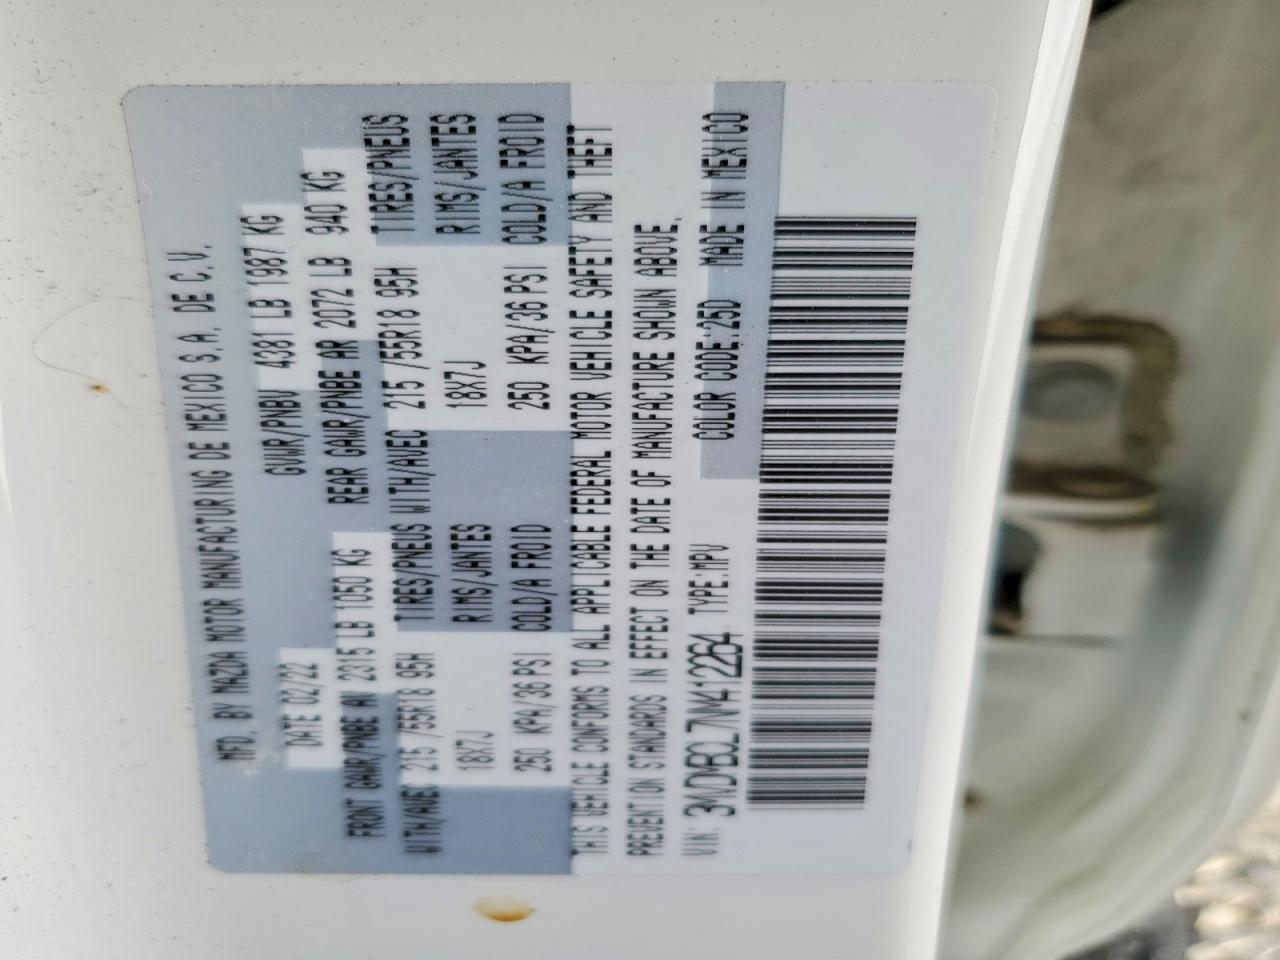 MFD. BY MAZDA MOTOR MANUFACTURING DE MEXICO S.A. DE C.V.
DATE 02/22 GVWR/PNBV 4381 LB 1987 KG
FRONT GAWR/PNBE AV 2315 LB 1050 KG REAR GAWR/PNBE AR 2072 LB 940 KG
WITH/AVEC 215 /55R18 95H TIRES/PNEUS WITH/AVEC 215 /55R18 95H TIRES/PNEUS
18X7J RIMS/JANTES 18X7J RIMS/JANTES
250 KPA/36 PSI COLD/A FROID 250 KPA/36 PSI COLD/A FROID
THIS VEHICLE CONFORMS TO ALL APPLICABLE FEDERAL MOTOR VEHICLE SAFETY AND THEFT
PREVENTION STANDARDS IN EFFECT ON THE DATE OF MANUFACTURE SHOWN ABOVE.
VIN: 3MVDMBCL7NM412264 TYPE:MPV COLOR CODE:25D MADE IN MEXICO